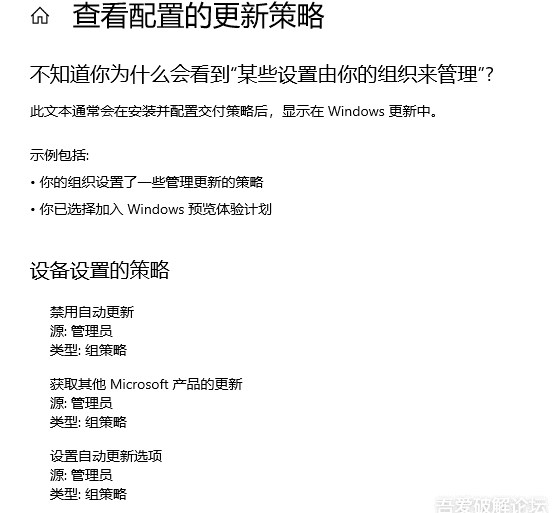 查看配置的更新策略
不知道你为什么会看到“某些设置由你的组织来管理”?
此文本通常会在安装并配置交付策略后，显示在 Windows 更新中。
示例包括:
• 你的组织设置了一些管理更新的策略
• 你已选择加入 Windows 预览体验计划
设备设置的策略
禁用自动更新
源: 管理员
类型: 组策略
获取其他 Microsoft 产品的更新
源: 管理员
类型: 组策略
设置自动更新选项
源: 管理员
类型: 组策略
吾爱破解论坛